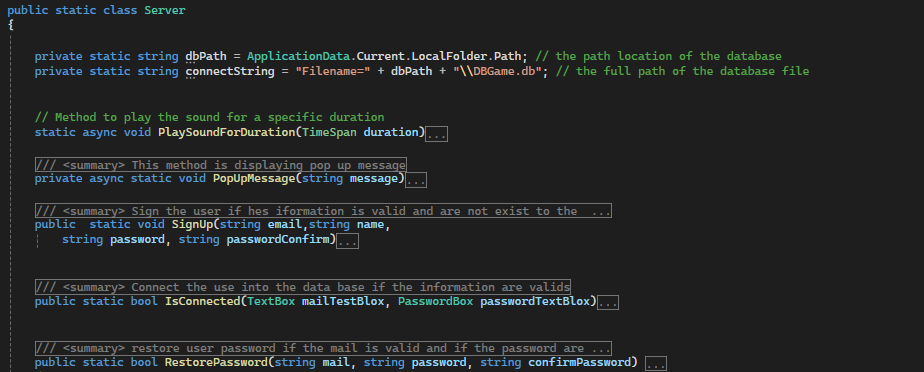 public static class Server
{
private static string dbPath = ApplicationData.Current.LocalFolder.Path; // the path location of the database
private static string connectString = "Filename=" + dbPath + "\\DBGame.db"; // the full path of the database file
// Method to play the sound for a specific duration
static async void PlaySoundForDuration(TimeSpan duration)...
/// <summary> This method is displaying pop up message
private async static void PopUpMessage(string message)...
/// <summary> Sign the user if hes iformation is valid and are not exist to the ...
public static void SignUp(string email,string name,
string password, string passwordConfirm)...
/// <summary> Connect the use into the data base if the information are valids
public static bool IsConnected(TextBox mailTestBlox, PasswordBox passwordTextBlox)...
/// <summary> restore user password if the mail is valid and if the password are ...
public static bool RestorePassword(string mail, string password, string confirmPassword) ...